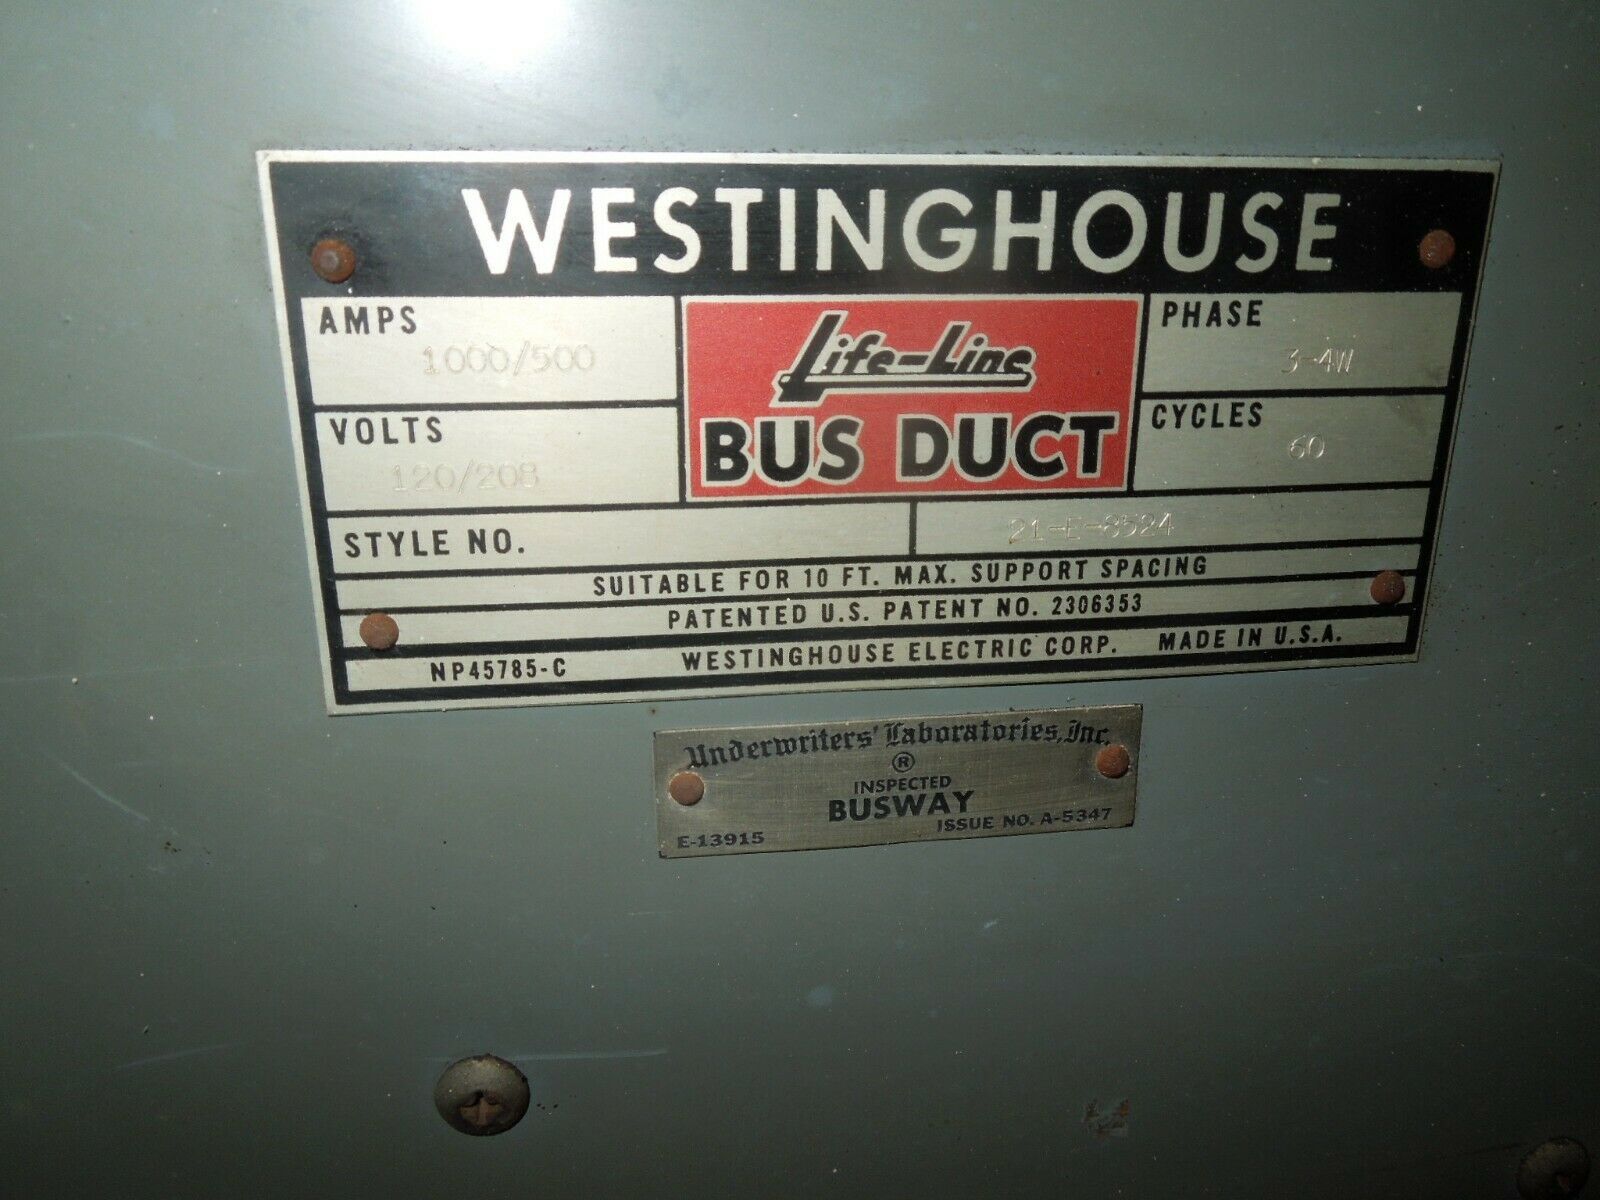 WESTINGHOUSE
AMPS
1000/500
Life-Line
BUS DUCT
PHASE
3-4W
VOLTS
120/208
CYCLES
60
STYLE NO.
21-E-8524
SUITABLE FOR 10 FT. MAX. SUPPORT SPACING
PATENTED U.S. PATENT NO. 2306353
NP45785-C WESTINGHOUSE ELECTRIC CORP. MADE IN U.S.A.
Underwriters' Laboratories, Inc.
®
INSPECTED
BUSWAY
E-13915 ISSUE NO. A-5347